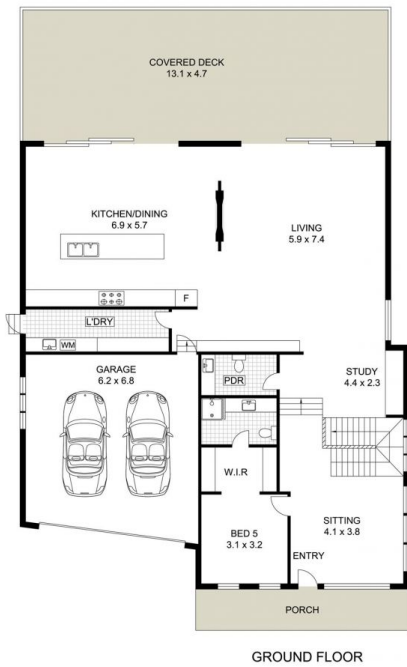 COVERED DECK
13.1 x 4.7
KITCHEN/DINING
6.9 x 5.7
LIVING
5.9 x 7.4
F
L'DRY
WM
GARAGE
6.2 x 6.8
PDR
STUDY
4.4 x 2.3
W.I.R
BED 5
3.1 x 3.2
SITTING
4.1 x 3.8
ENTRY
PORCH
GROUND FLOOR